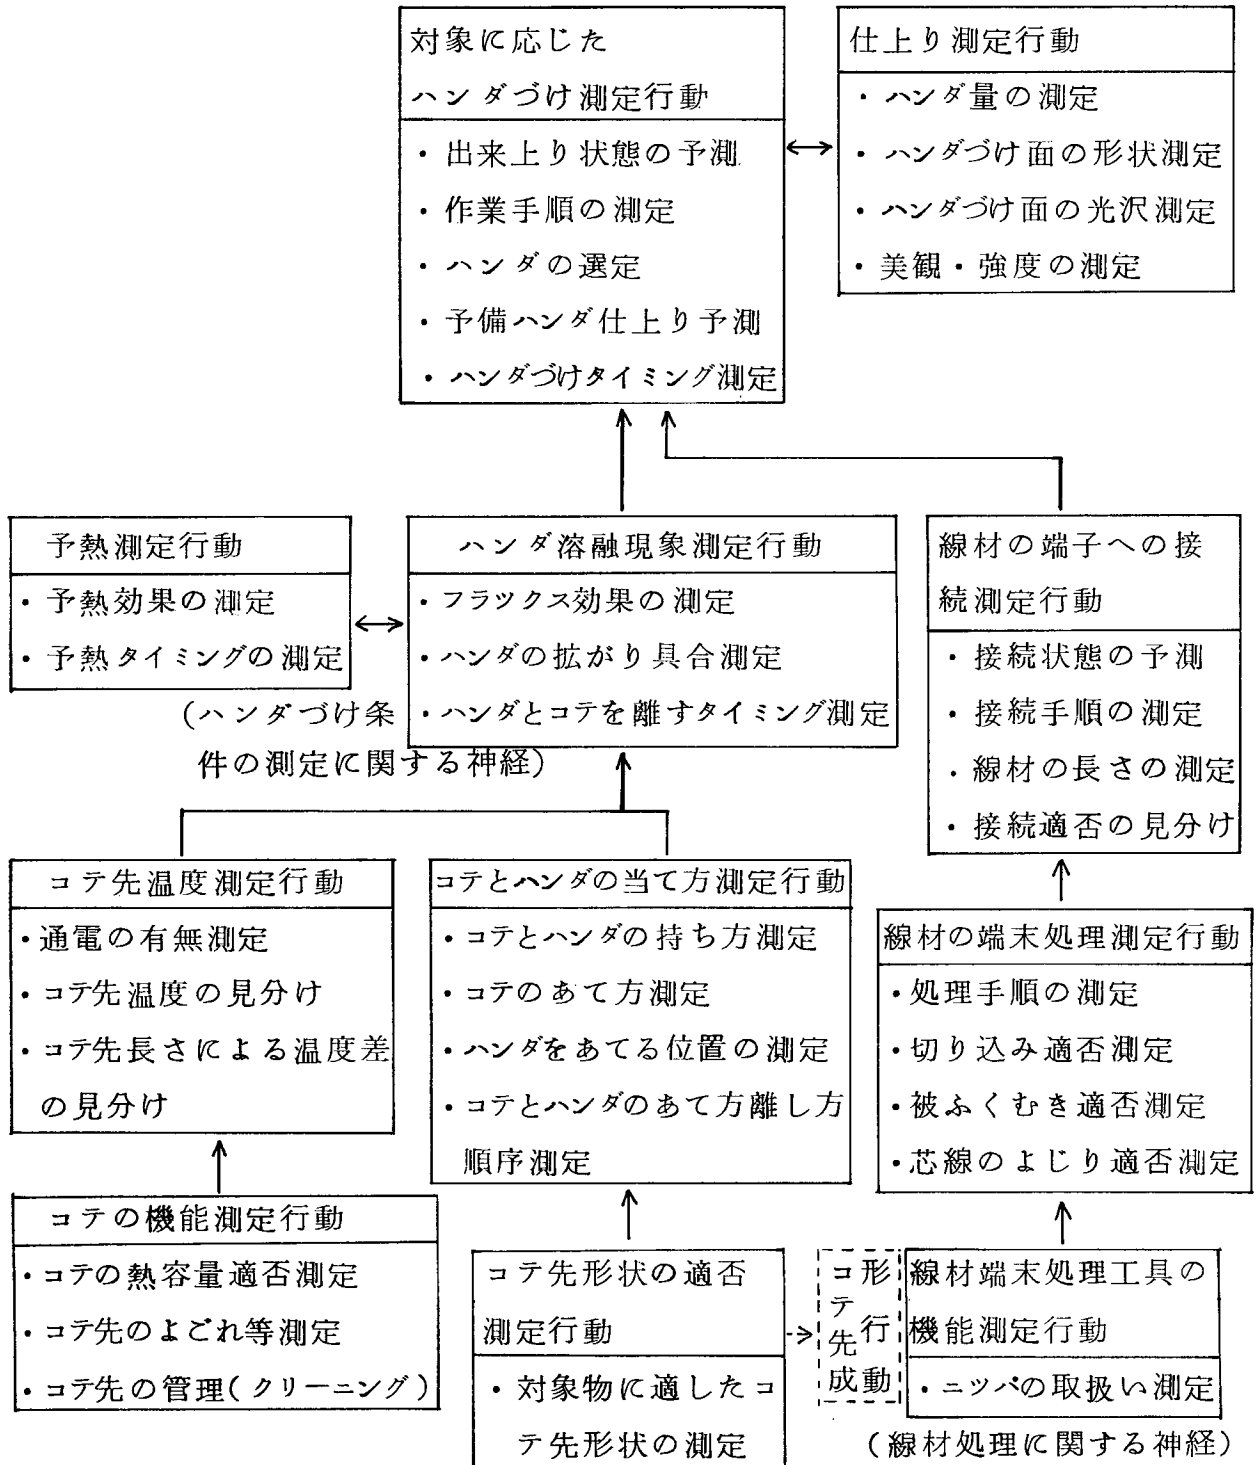 対象に応じた
ハンダづけ測定行動
・出来上り状態の予測
・作業手順の測定
・ハンダの選定
・予備ハンダ仕上り予測
・ハンダづけタイミング測定
仕上り測定行動
・ハンダ量の測定
・ハンダづけ面の形状測定
・ハンダづけ面の光沢測定
・美観・強度の測定
予熱測定行動
・予熱効果の測定
・予熱タイミングの測定
ハンダ溶融現象測定行動
・フラツクス効果の測定
・ハンダの拡がり具合測定
・ハンダとコテを離すタイミング測定
(ハンダづけ条
件の測定に関する神経)
線材の端子への接
続測定行動
・接続状態の予測
・接続手順の測定
・線材の長さの測定
・接続適否の見分け
コテ先温度測定行動
・通電の有無測定
・コテ先温度の見分け
・コテ先長さによる温度差
の見分け
コテとハンダの当て方測定行動
・コテとハンダの持ち方測定
・コテのあて方測定
・ハンダをあてる位置の測定
・コテとハンダのあて方離し方
順序測定
線材の端末処理測定行動
・処理手順の測定
・切り込み適否測定
・被ふくむき適否測定
・芯線のよじり適否測定
コテの機能測定行動
・コテの熱容量適否測定
・コテ先のよごれ等測定
・コテ先の管理(クリーニング)
コテ先形状の適否
測定行動
・対象物に適したコ
テ先形状の測定
コテ先成
形行動
線材端末処理工具の
機能測定行動
・ニツパの取扱い測定
(線材処理に関する神経)